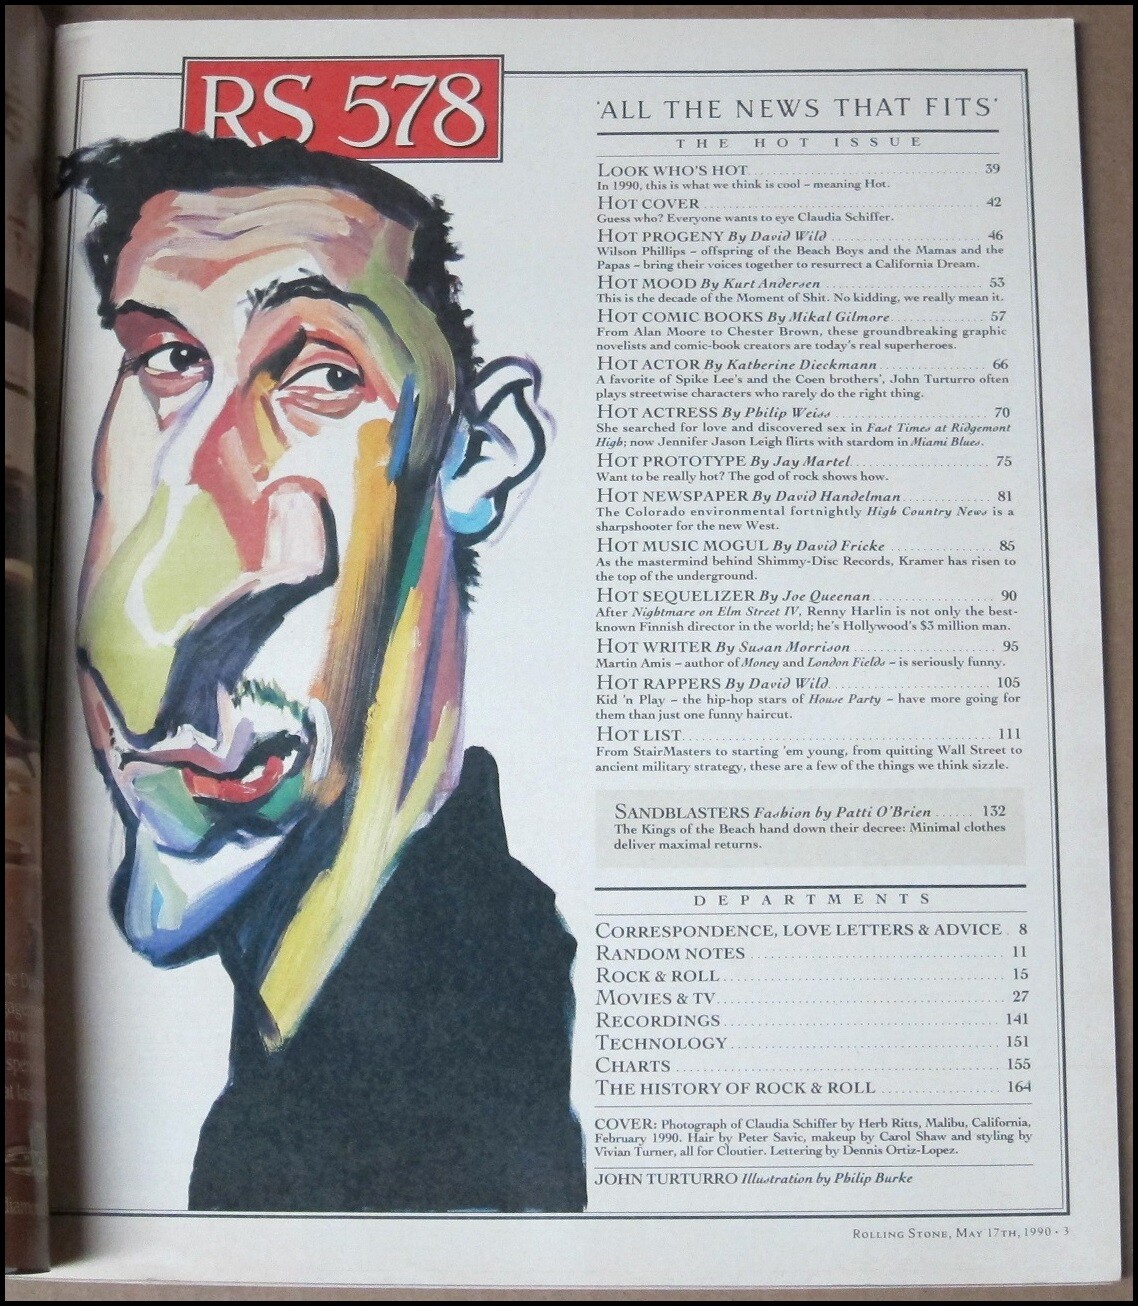 RS 578
'ALL THE NEWS THAT FITS'
THE HOT ISSUE
LOOK WHO'S HOT 39
In 1990, this is what we think is cool – meaning Hot.
HOT COVER 42
Guess who? Everyone wants to eye Claudia Schiffer.
HOT PROGENY By David Wild 46
Wilson Phillips – offspring of the Beach Boys and the Mamas and the
Papas – bring their voices together to resurrect a California Dream.
HOT MOOD By Kurt Andersen 53
This is the decade of the Moment of Shit. No kidding, we really mean it.
HOT COMIC BOOKS By Mikal Gilmore 57
From Alan Moore to Chester Brown, these groundbreaking graphic
novelists and comic-book creators are today's real superheroes.
HOT ACTOR By Katherine Dieckmann 66
A favorite of Spike Lee's and the Coen brothers', John Turturro often
plays streetwise characters who rarely do the right thing.
HOT ACTRESS By Philip Weiss 70
She searched for love and discovered sex in Fast Times at Ridgemont
High; now Jennifer Jason Leigh flirts with stardom in Miami Blues.
HOT PROTOTYPE By Jay Martel 75
Want to be really hot? The god of rock shows how.
HOT NEWSPAPER By David Handelman 81
The Colorado environmental fortnightly High Country News is a
sharpshooter for the new West.
HOT MUSIC MOGUL By David Fricke 85
As the mastermind behind Shimmy-Disc Records, Kramer has risen to
the top of the underground.
HOT SEQUELIZER By Joe Queenan 90
After Nightmare on Elm Street IV, Renny Harlin is not only the best-
known Finnish director in the world; he's Hollywood's $3 million man.
HOT WRITER By Susan Morrison 95
Martin Amis – author of Money and London Fields – is seriously funny.
HOT RAPPERS By David Wild 105
Kid 'n Play – the hip-hop stars of House Party – have more going for
them than just one funny haircut.
HOT LIST 111
From StairMasters to starting 'em young, from quitting Wall Street to
ancient military strategy, these are a few of the things we think sizzle.
SANDBLASTERS Fashion by Patti O'Brien 132
The Kings of the Beach hand down their decree: Minimal clothes
deliver maximal returns.
DEPARTMENTS
CORRESPONDENCE, LOVE LETTERS & ADVICE 8
RANDOM NOTES 11
ROCK & ROLL 15
MOVIES & TV 27
RECORDINGS 141
TECHNOLOGY 151
CHARTS 155
THE HISTORY OF ROCK & ROLL 164
COVER: Photograph of Claudia Schiffer by Herb Ritts, Malibu, California,
February 1990. Hair by Peter Savic, makeup by Carol Shaw and styling by
Vivian Turner, all for Cloutier. Lettering by Dennis Ortiz-Lopez.
JOHN TURTURRO Illustration by Philip Burke
ROLLING STONE, MAY 17TH, 1990 · 3